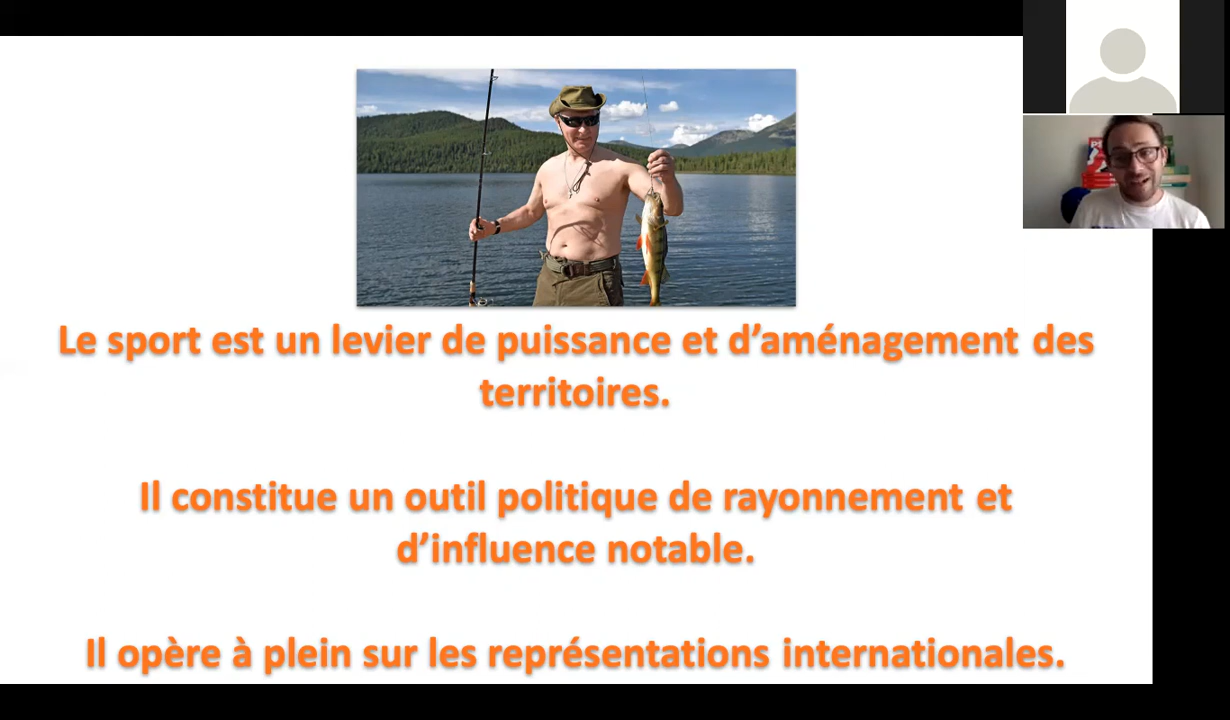 Le sport est un levier de puissance et d’aménagement des
territoires.
Il constitue un outil politique de rayonnement et
d’influence notable.
Il opère à plein sur les représentations internationales.